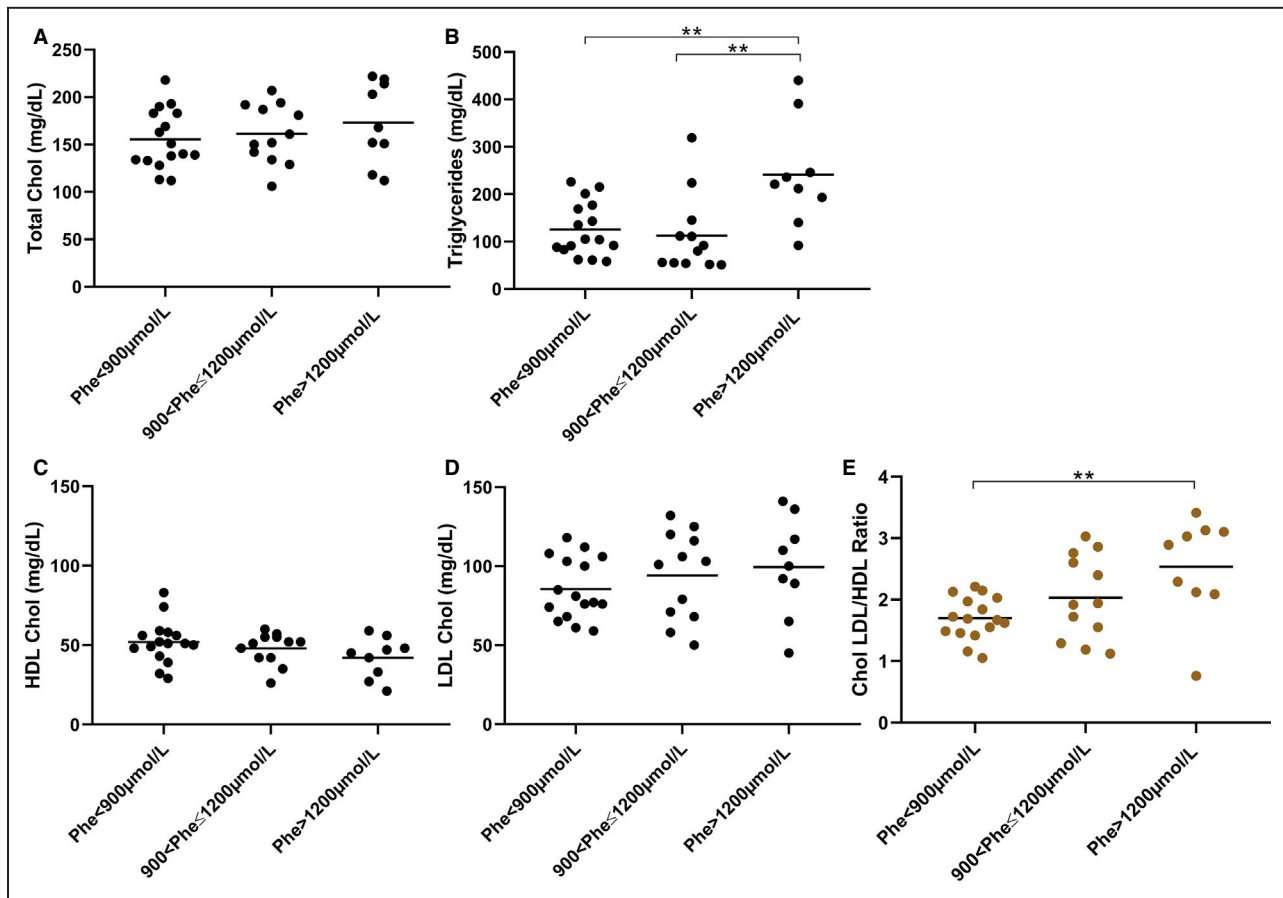 A
Total Chol (mg/dL)
250
200
150
100
50
0
Phe<900µmol/L
900<Phe≤1200µmol/L
Phe>1200µmol/L
B
Triglycerides (mg/dL)
500
400
300
200
100
0
**
**
Phe<900µmol/L
900<Phe≤1200µmol/L
Phe>1200µmol/L
C
HDL Chol (mg/dL)
150
100
50
0
Phe<900µmol/L
900<Phe≤1200µmol/L
Phe>1200µmol/L
D
LDL Chol (mg/dL)
150
100
50
0
Phe<900µmol/L
900<Phe≤1200µmol/L
Phe>1200µmol/L
E
Chol LDL/HDL Ratio
4
3
2
1
0
**
Phe<900µmol/L
900<Phe≤1200µmol/L
Phe>1200µmol/L